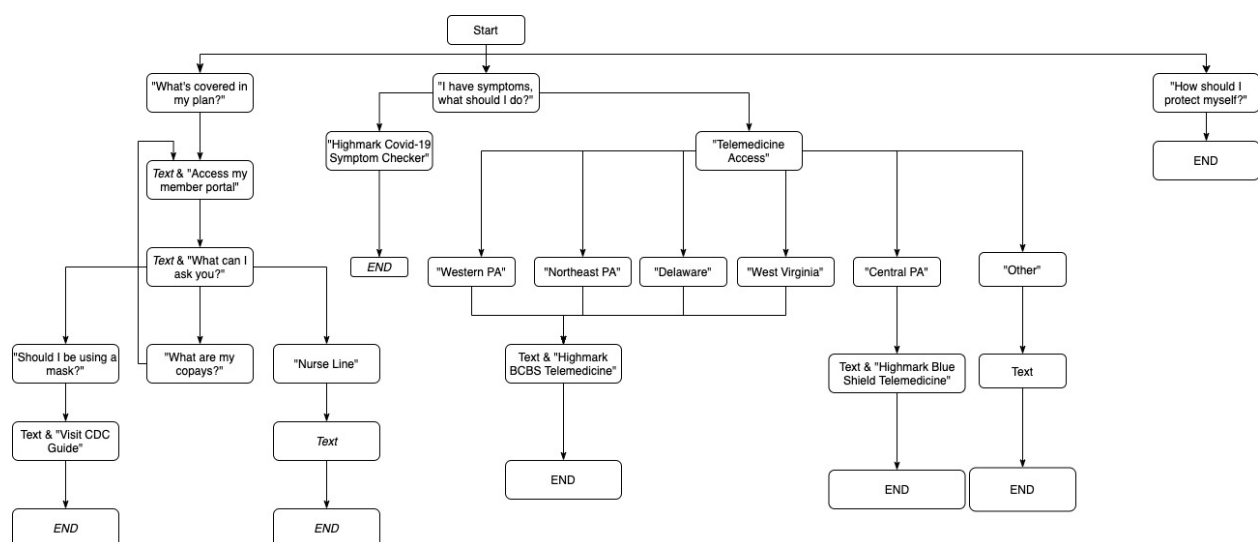 Start
"What's covered in
my plan?"
"I have symptoms,
what should I do?"
"How should I
protect myself?"
"Highmark Covid-19
Symptom Checker"
"Telemedicine
Access"
END
Text & "Access my
member portal"
Text & "What can I
ask you?"
END
"Western PA"
"Northeast PA"
"Delaware"
"West Virginia"
"Central PA"
"Other"
"Should I be using a
mask?"
"What are my
copays?"
"Nurse Line"
Text & "Highmark
BCBS Telemedicine"
Text & "Highmark Blue
Shield Telemedicine"
Text
Text & "Visit CDC
Guide"
Text
END
END
END
END
END